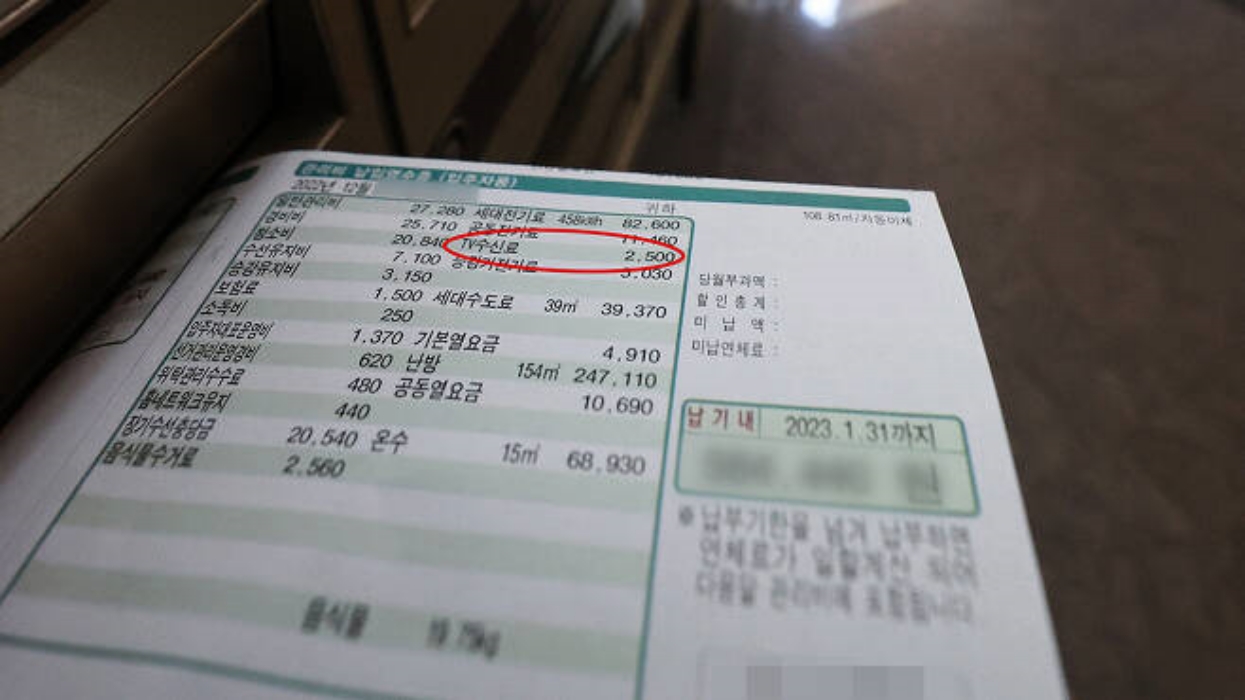 관리비 납입영수증 (입주자용)
2022년 12월
귀하
108.81㎡/자동이체
일반관리비 27,280 세대전기료 458kWh 82,600
경비비 25,710 공동전기료 11,460
청소비 20,840 TV수신료 2,500
수선유지비 7,100 승강기전기료 3,030
승강유지비 3,150
보험료 1,500 세대수도료 39㎥ 39,370
소독비 250
입주자대표운영비 1,370 기본열요금 4,910
선거관리운영경비 620 난방 154㎥ 247,110
위탁관리수수료 480 공동열요금 10,690
홈네트워크유지 440
장기수선충당금 20,540 온수 15㎥ 68,930
음식물수거료 2,560
음식물
당월부과액 :
할인총계 :
미납액 :
미납연체료 :
납기내 2023.1.31까지
원
※납부기한을 넘겨 납부하면
연체료가 일할계산 되어
다음달 관리비에 포함됩니다